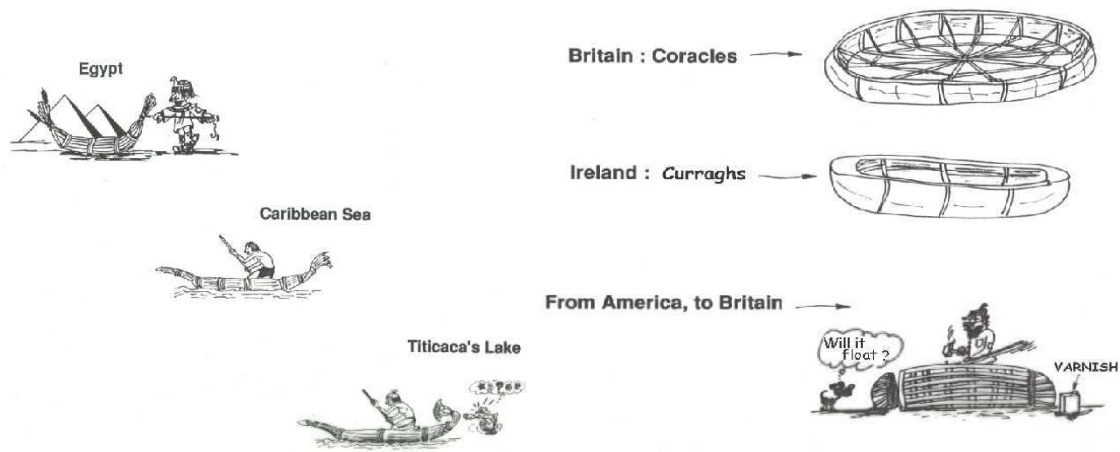 Egypt
Caribbean Sea
Titicaca's Lake
Britain : Coracles
Ireland : Curraghs
From America, to Britain
Will it
float ?
VARNISH